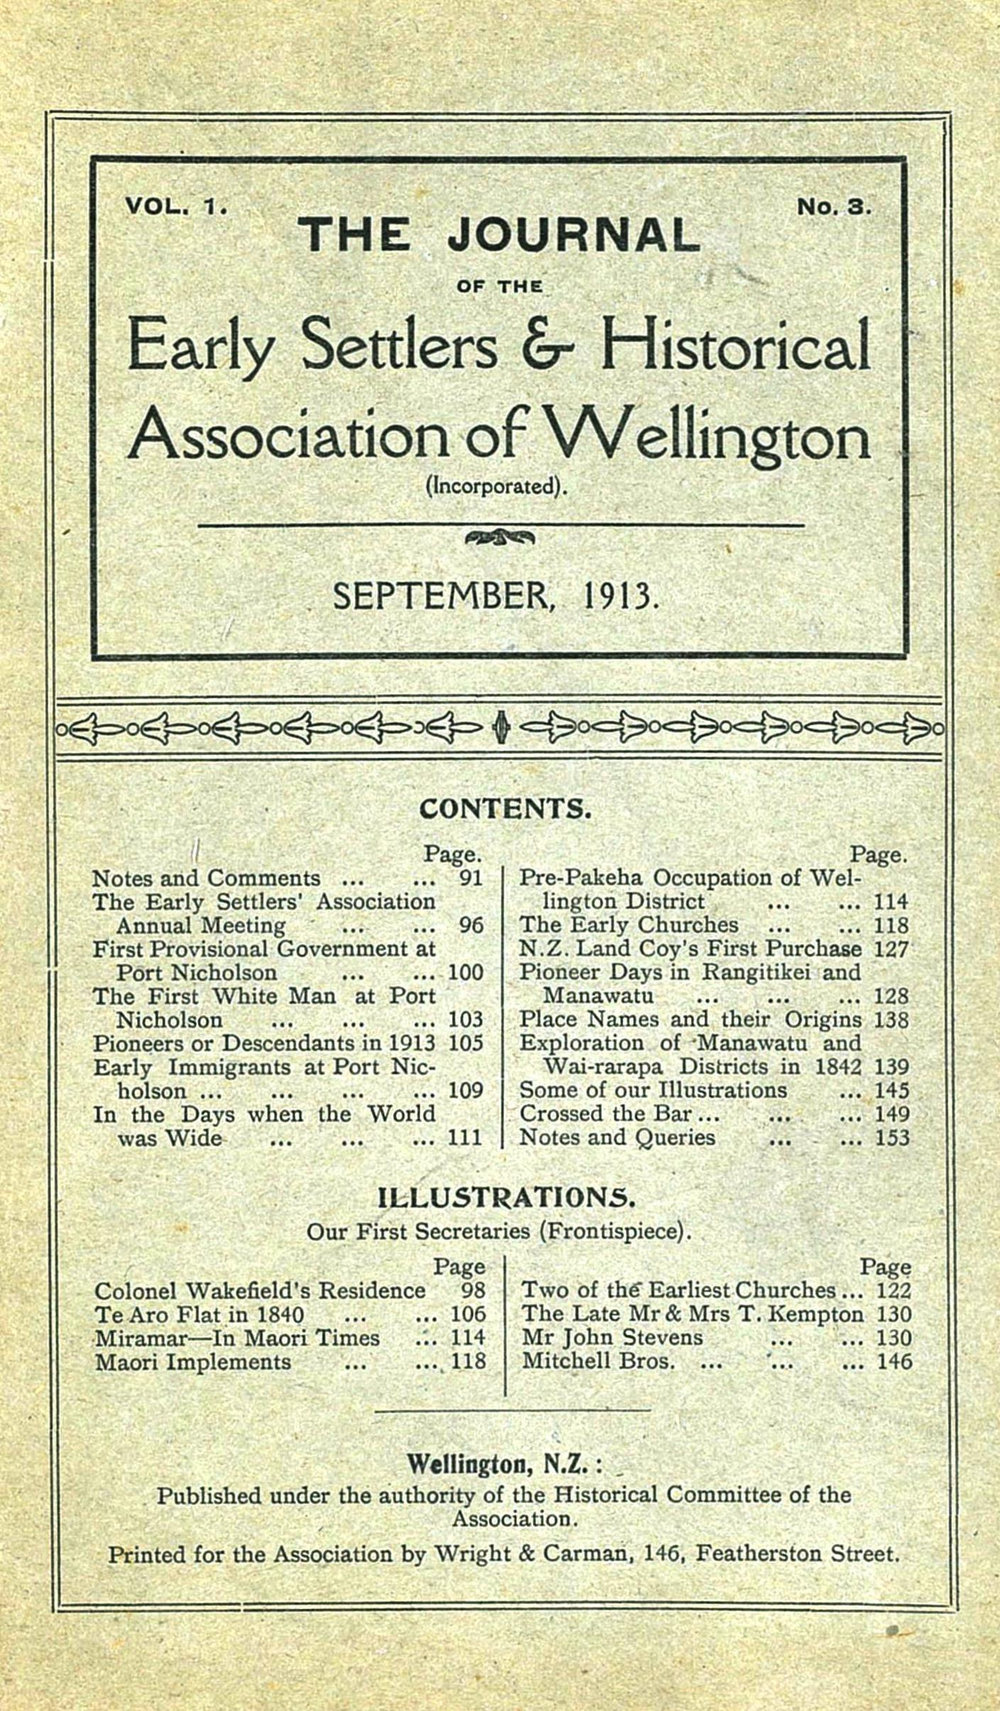 VOL. 1.
No. 3.
THE JOURNAL
OF THE
Early Settlers & Historical
Association of Wellington
(Incorporated).
SEPTEMBER, 1913.
CONTENTS.
Page.
Notes and Comments ... ... 91
The Early Settlers' Association
Annual Meeting ... ... 96
First Provisional Government at
Port Nicholson ... ... 100
The First White Man at Port
Nicholson ... ... ... 103
Pioneers or Descendants in 1913 105
Early Immigrants at Port Nic-
holson ... ... ... ... 109
In the Days when the World
was Wide ... ... ... 111
Page.
Pre-Pakeha Occupation of Wel-
lington District ... ... 114
The Early Churches ... ... 118
N.Z. Land Coy's First Purchase 127
Pioneer Days in Rangitikei and
Manawatu ... ... ... 128
Place Names and their Origins 138
Exploration of Manawatu and
Wai-rarapa Districts in 1842 139
Some of our Illustrations ... 145
Crossed the Bar ... ... ... 149
Notes and Queries ... ... 153
ILLUSTRATIONS.
Our First Secretaries (Frontispiece).
Page
Colonel Wakefield's Residence 98
Te Aro Flat in 1840 ... ... 106
Miramar—In Maori Times ... 114
Maori Implements ... ... 118
Page
Two of the Earliest Churches ... 122
The Late Mr & Mrs T. Kempton 130
Mr John Stevens ... ... 130
Mitchell Bros. ... ... ... 146
Wellington, N.Z. :
Published under the authority of the Historical Committee of the
Association.
Printed for the Association by Wright & Carman, 146, Featherston Street.